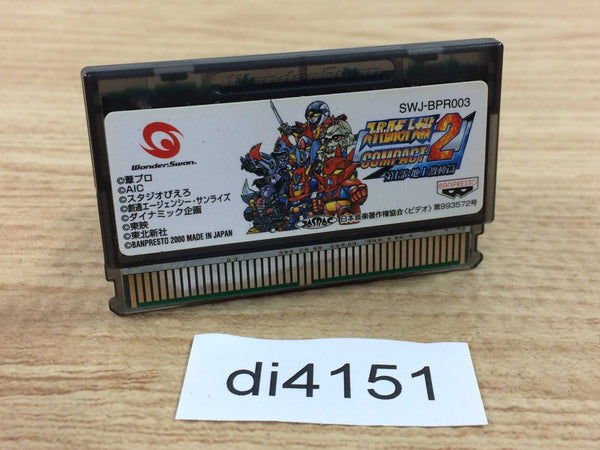 WonderSwan
SWJ-BPR003
WonderSwan.
©葦プロ
©AIC
©スタジオぴえろ
©創通エージェンシー・サンライズ
©ダイナミック企画
©東映
©東北新社
©BANPRESTO 2000 MADE IN JAPAN
スーパーロボット大戦
COMPACT 2
第1部:地上激動篇
BANPRESTO
JASRAC
日本音楽著作権協会(ビデオ)第993572号
di4151